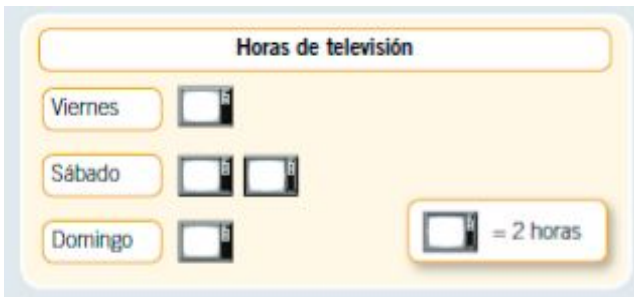 Horas de televisión
Viernes
Sábado
Domingo
= 2 horas